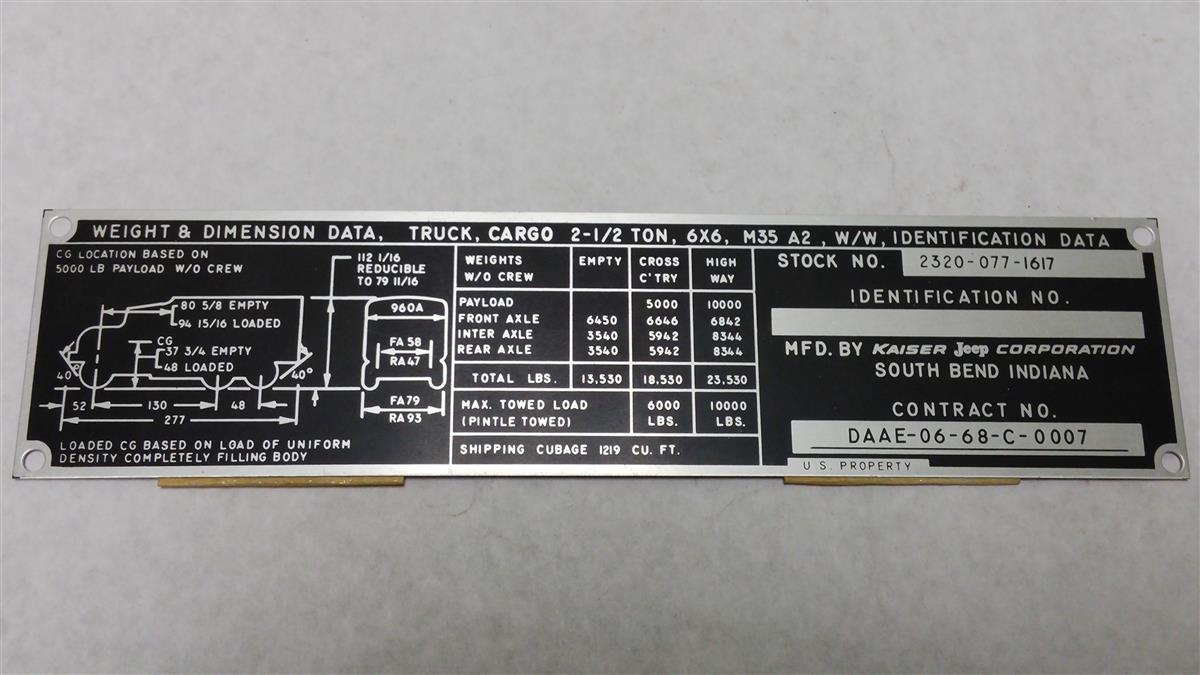 WEIGHT & DIMENSION DATA, TRUCK, CARGO 2-1/2 TON, 6X6, M35 A2, W/W, IDENTIFICATION DATA
CG LOCATION BASED ON
5000 LB PAYLOAD W/O CREW
112 1/16
REDUCIBLE
TO 79 11/16
80 5/8 EMPTY
94 15/16 LOADED
CG
37 3/4 EMPTY
48 LOADED
40°
40°
52
130
48
277
960A
FA 58
RA 47
FA 79
RA 93
LOADED CG BASED ON LOAD OF UNIFORM
DENSITY COMPLETELY FILLING BODY
WEIGHTS W/O CREW EMPTY CROSS C'TRY HIGH WAY
PAYLOAD 5000 10000
FRONT AXLE 6450 6646 6842
INTER AXLE 3540 5942 8344
REAR AXLE 3540 5942 8344
TOTAL LBS. 13,530 18,530 23,530
MAX. TOWED LOAD 6000 10000
(PINTLE TOWED) LBS. LBS.
SHIPPING CUBAGE 1219 CU. FT.
STOCK NO. 2320-077-1617
IDENTIFICATION NO.
MFD. BY KAISER Jeep CORPORATION
SOUTH BEND INDIANA
CONTRACT NO.
DAAE-06-68-C-0007
U.S. PROPERTY